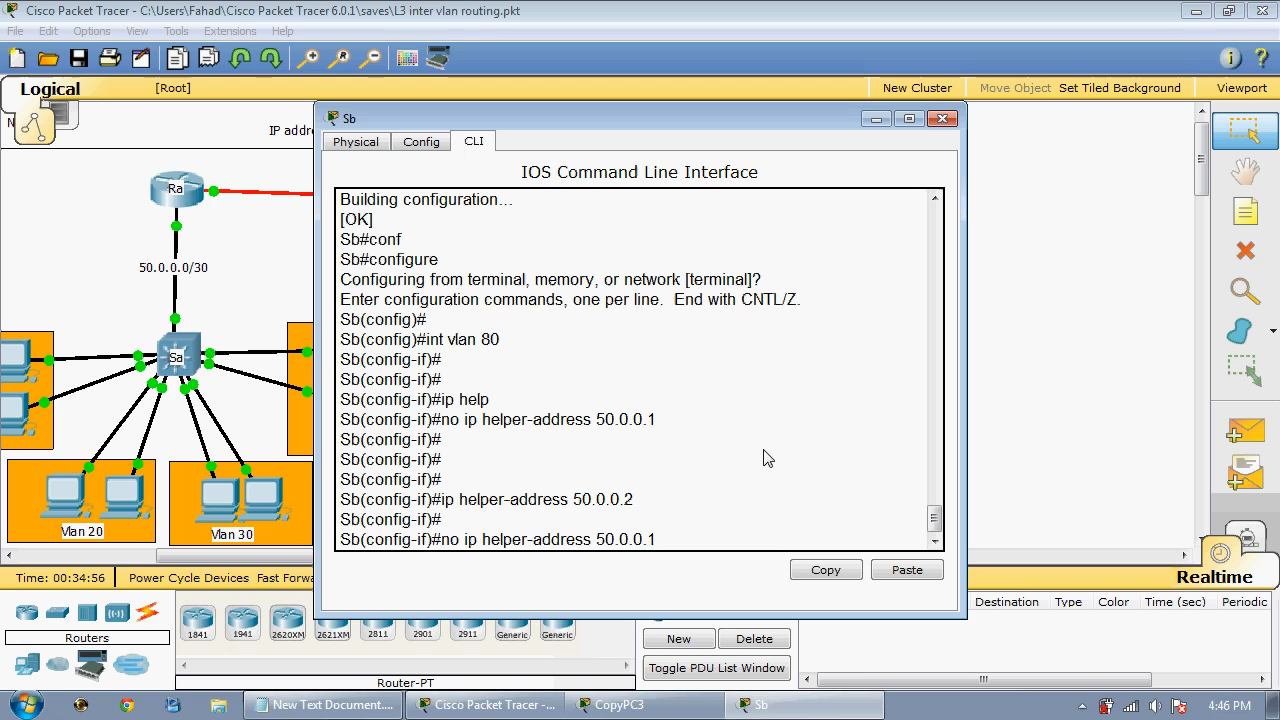 Cisco Packet Tracer - C:\Users\Fahad\Cisco Packet Tracer 6.0.1\saves\L3 inter vlan routing.pkt
File Edit Options View Tools Extensions Help
Logical
[Root]
New Cluster
Move Object
Set Tiled Background
Viewport
N
IP addre
Ra
50.0.0.0/30
Sa
Vlan 20
Vlan 30
Sb
Physical
Config
CLI
IOS Command Line Interface
Building configuration...
[OK]
Sb#conf
Sb#configure
Configuring from terminal, memory, or network [terminal]?
Enter configuration commands, one per line. End with CNTL/Z.
Sb(config)#
Sb(config)#int vlan 80
Sb(config-if)#
Sb(config-if)#
Sb(config-if)#ip help
Sb(config-if)#no ip helper-address 50.0.0.1
Sb(config-if)#
Sb(config-if)#
Sb(config-if)#
Sb(config-if)#ip helper-address 50.0.0.2
Sb(config-if)#
Sb(config-if)#no ip helper-address 50.0.0.1
Copy
Paste
Time: 00:34:56
Power Cycle Devices Fast Forwa
Realtime
Routers
1841
1941
2620XM
2621XM
2811
2901
2911
Generic
Generic
Router-PT
Destination
Type
Color
Time (sec)
Periodic
New
Delete
Toggle PDU List Window
New Text Document....
Cisco Packet Tracer -...
CopyPC3
Sb
4:46 PM